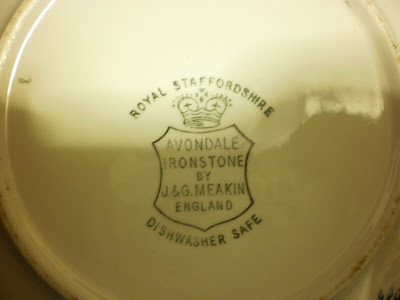 ROYAL STAFFORDSHIRE
AVONDALE
IRONSTONE
BY
J.&G.MEAKIN
ENGLAND
DISHWASHER SAFE